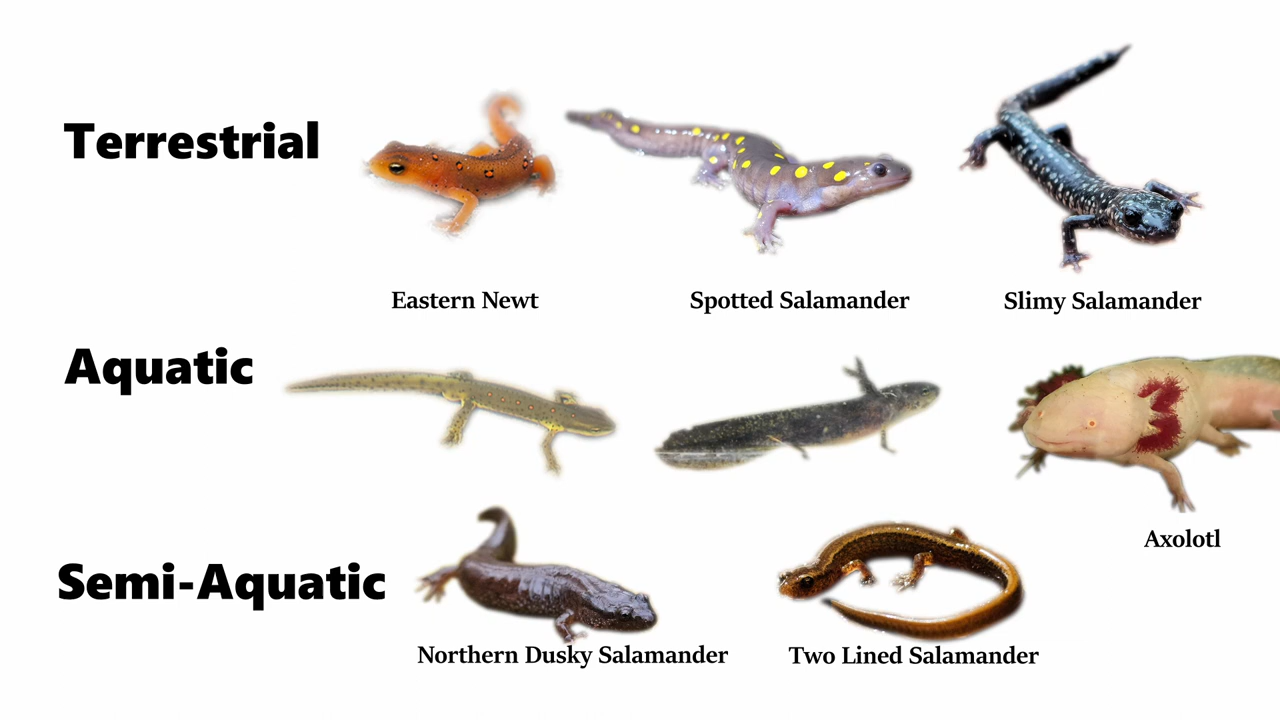 Terrestrial
Eastern Newt
Spotted Salamander
Slimy Salamander
Aquatic
Axolotl
Semi-Aquatic
Northern Dusky Salamander
Two Lined Salamander